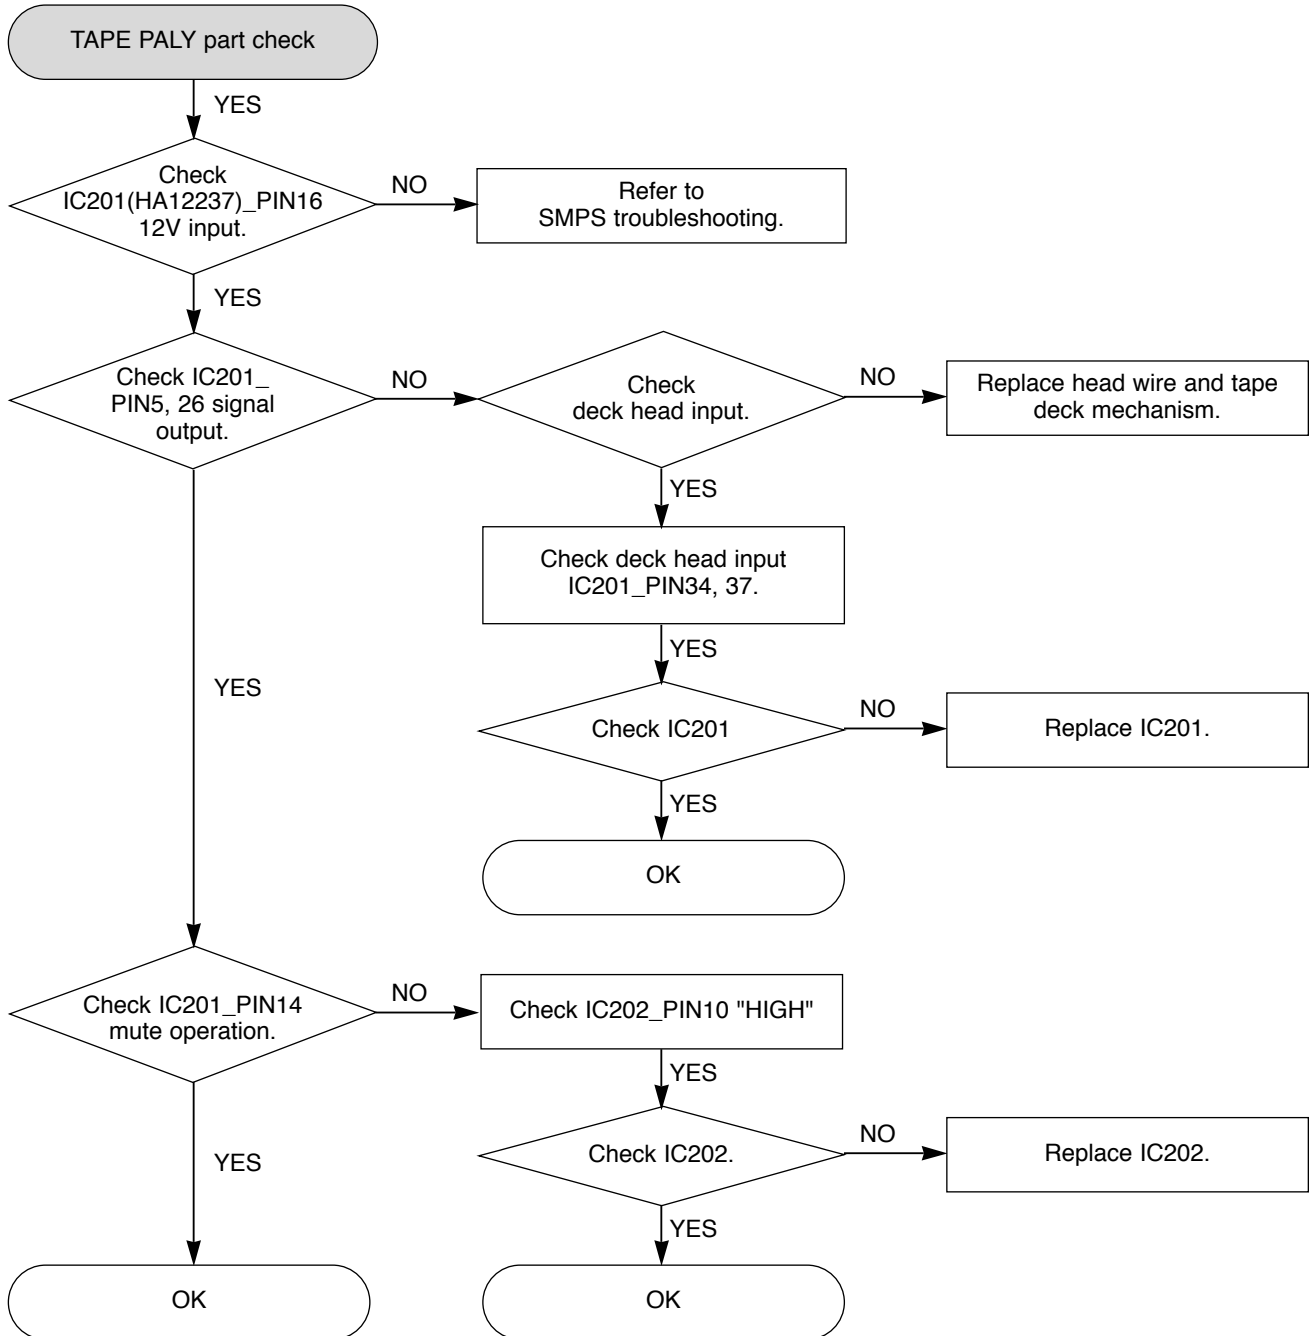 TAPE PALY part check
YES
Check
IC201(HA12237)_PIN16
12V input.
NO
Refer to
SMPS troubleshooting.
YES
Check IC201_
PIN5, 26 signal
output.
NO
Check
deck head input.
NO
Replace head wire and tape
deck mechanism.
YES
Check deck head input
IC201_PIN34, 37.
YES
YES
Check IC201
NO
Replace IC201.
YES
OK
Check IC201_PIN14
mute operation.
NO
Check IC202_PIN10 "HIGH"
YES
YES
Check IC202.
NO
Replace IC202.
YES
OK
OK